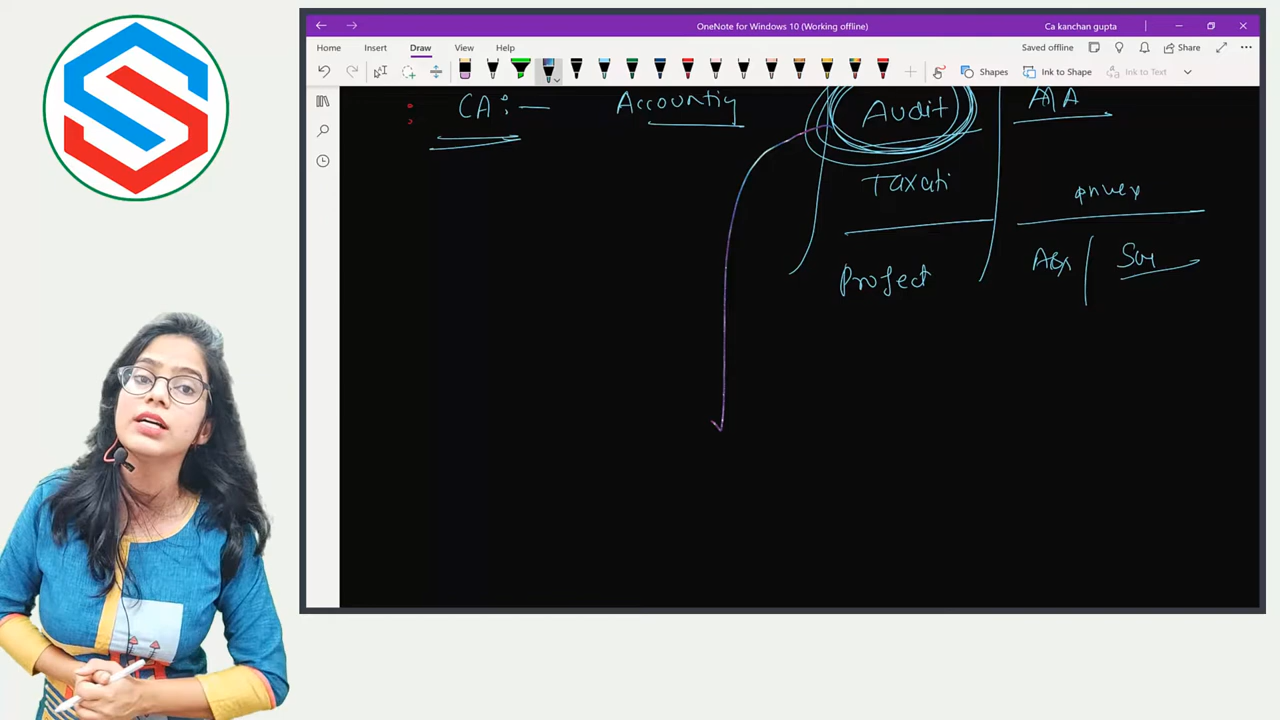 OneNote for Windows 10 (Working offline)
Ca kanchan gupta
Home Insert Draw View Help
Saved offline
Share
Shapes
Ink to Shape
Ink to Text
CA :—
Accountig
Audit
Taxati
Project